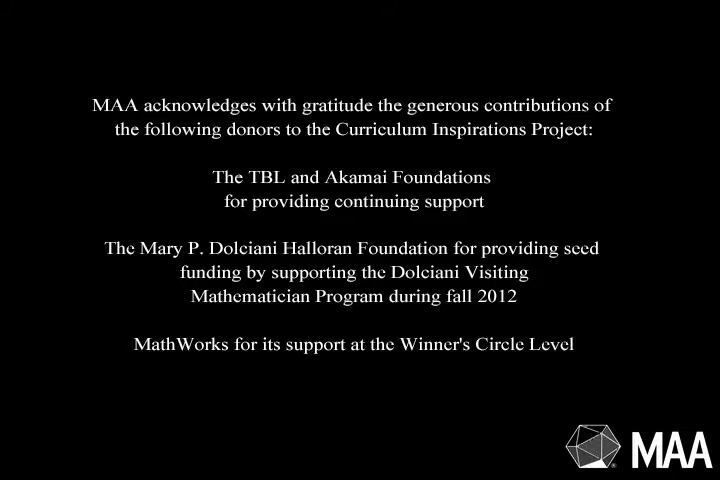 MAA acknowledges with gratitude the generous contributions of
the following donors to the Curriculum Inspirations Project:
The TBL and Akamai Foundations
for providing continuing support
The Mary P. Dolciani Halloran Foundation for providing seed
funding by supporting the Dolciani Visiting
Mathematician Program during fall 2012
MathWorks for its support at the Winner's Circle Level
MAA